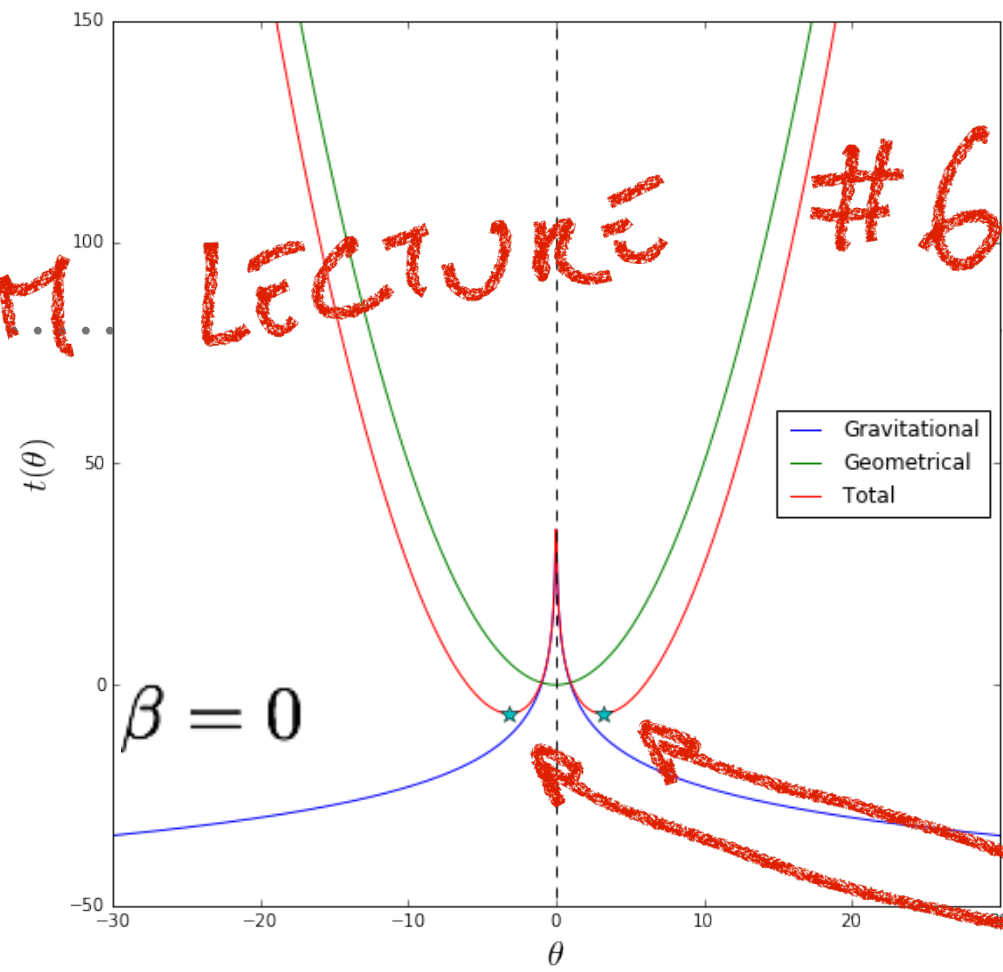 150
M LECTURE #6
100
50
0
−50
t(θ)
Gravitational
Geometrical
Total
β = 0
−30 −20 −10 0 10 20
θ